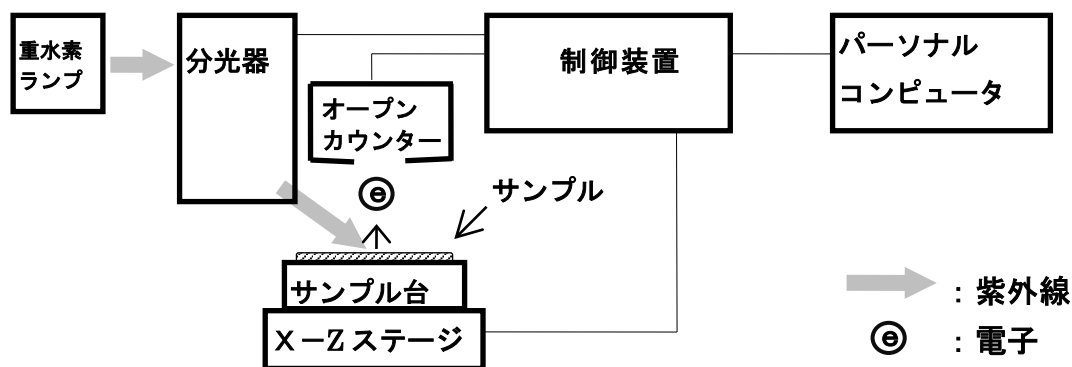 重水素
ランプ
分光器
制御装置
パーソナル
コンピュータ
オープン
カウンター
⊖
サンプル
サンプル台
X－Zステージ
：紫外線
⊖ ：電子